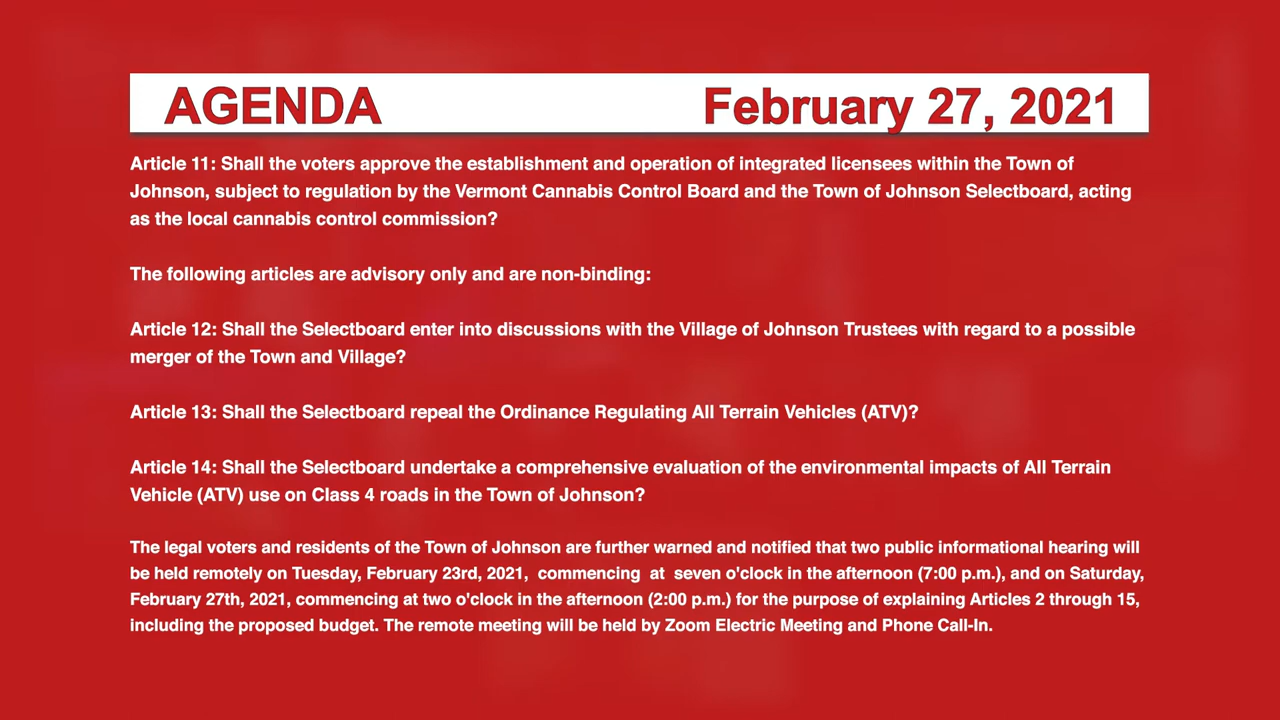 AGENDA February 27, 2021
Article 11: Shall the voters approve the establishment and operation of integrated licensees within the Town of
Johnson, subject to regulation by the Vermont Cannabis Control Board and the Town of Johnson Selectboard, acting
as the local cannabis control commission?
The following articles are advisory only and are non-binding:
Article 12: Shall the Selectboard enter into discussions with the Village of Johnson Trustees with regard to a possible
merger of the Town and Village?
Article 13: Shall the Selectboard repeal the Ordinance Regulating All Terrain Vehicles (ATV)?
Article 14: Shall the Selectboard undertake a comprehensive evaluation of the environmental impacts of All Terrain
Vehicle (ATV) use on Class 4 roads in the Town of Johnson?
The legal voters and residents of the Town of Johnson are further warned and notified that two public informational hearing will
be held remotely on Tuesday, February 23rd, 2021, commencing at seven o'clock in the afternoon (7:00 p.m.), and on Saturday,
February 27th, 2021, commencing at two o'clock in the afternoon (2:00 p.m.) for the purpose of explaining Articles 2 through 15,
including the proposed budget. The remote meeting will be held by Zoom Electric Meeting and Phone Call-In.